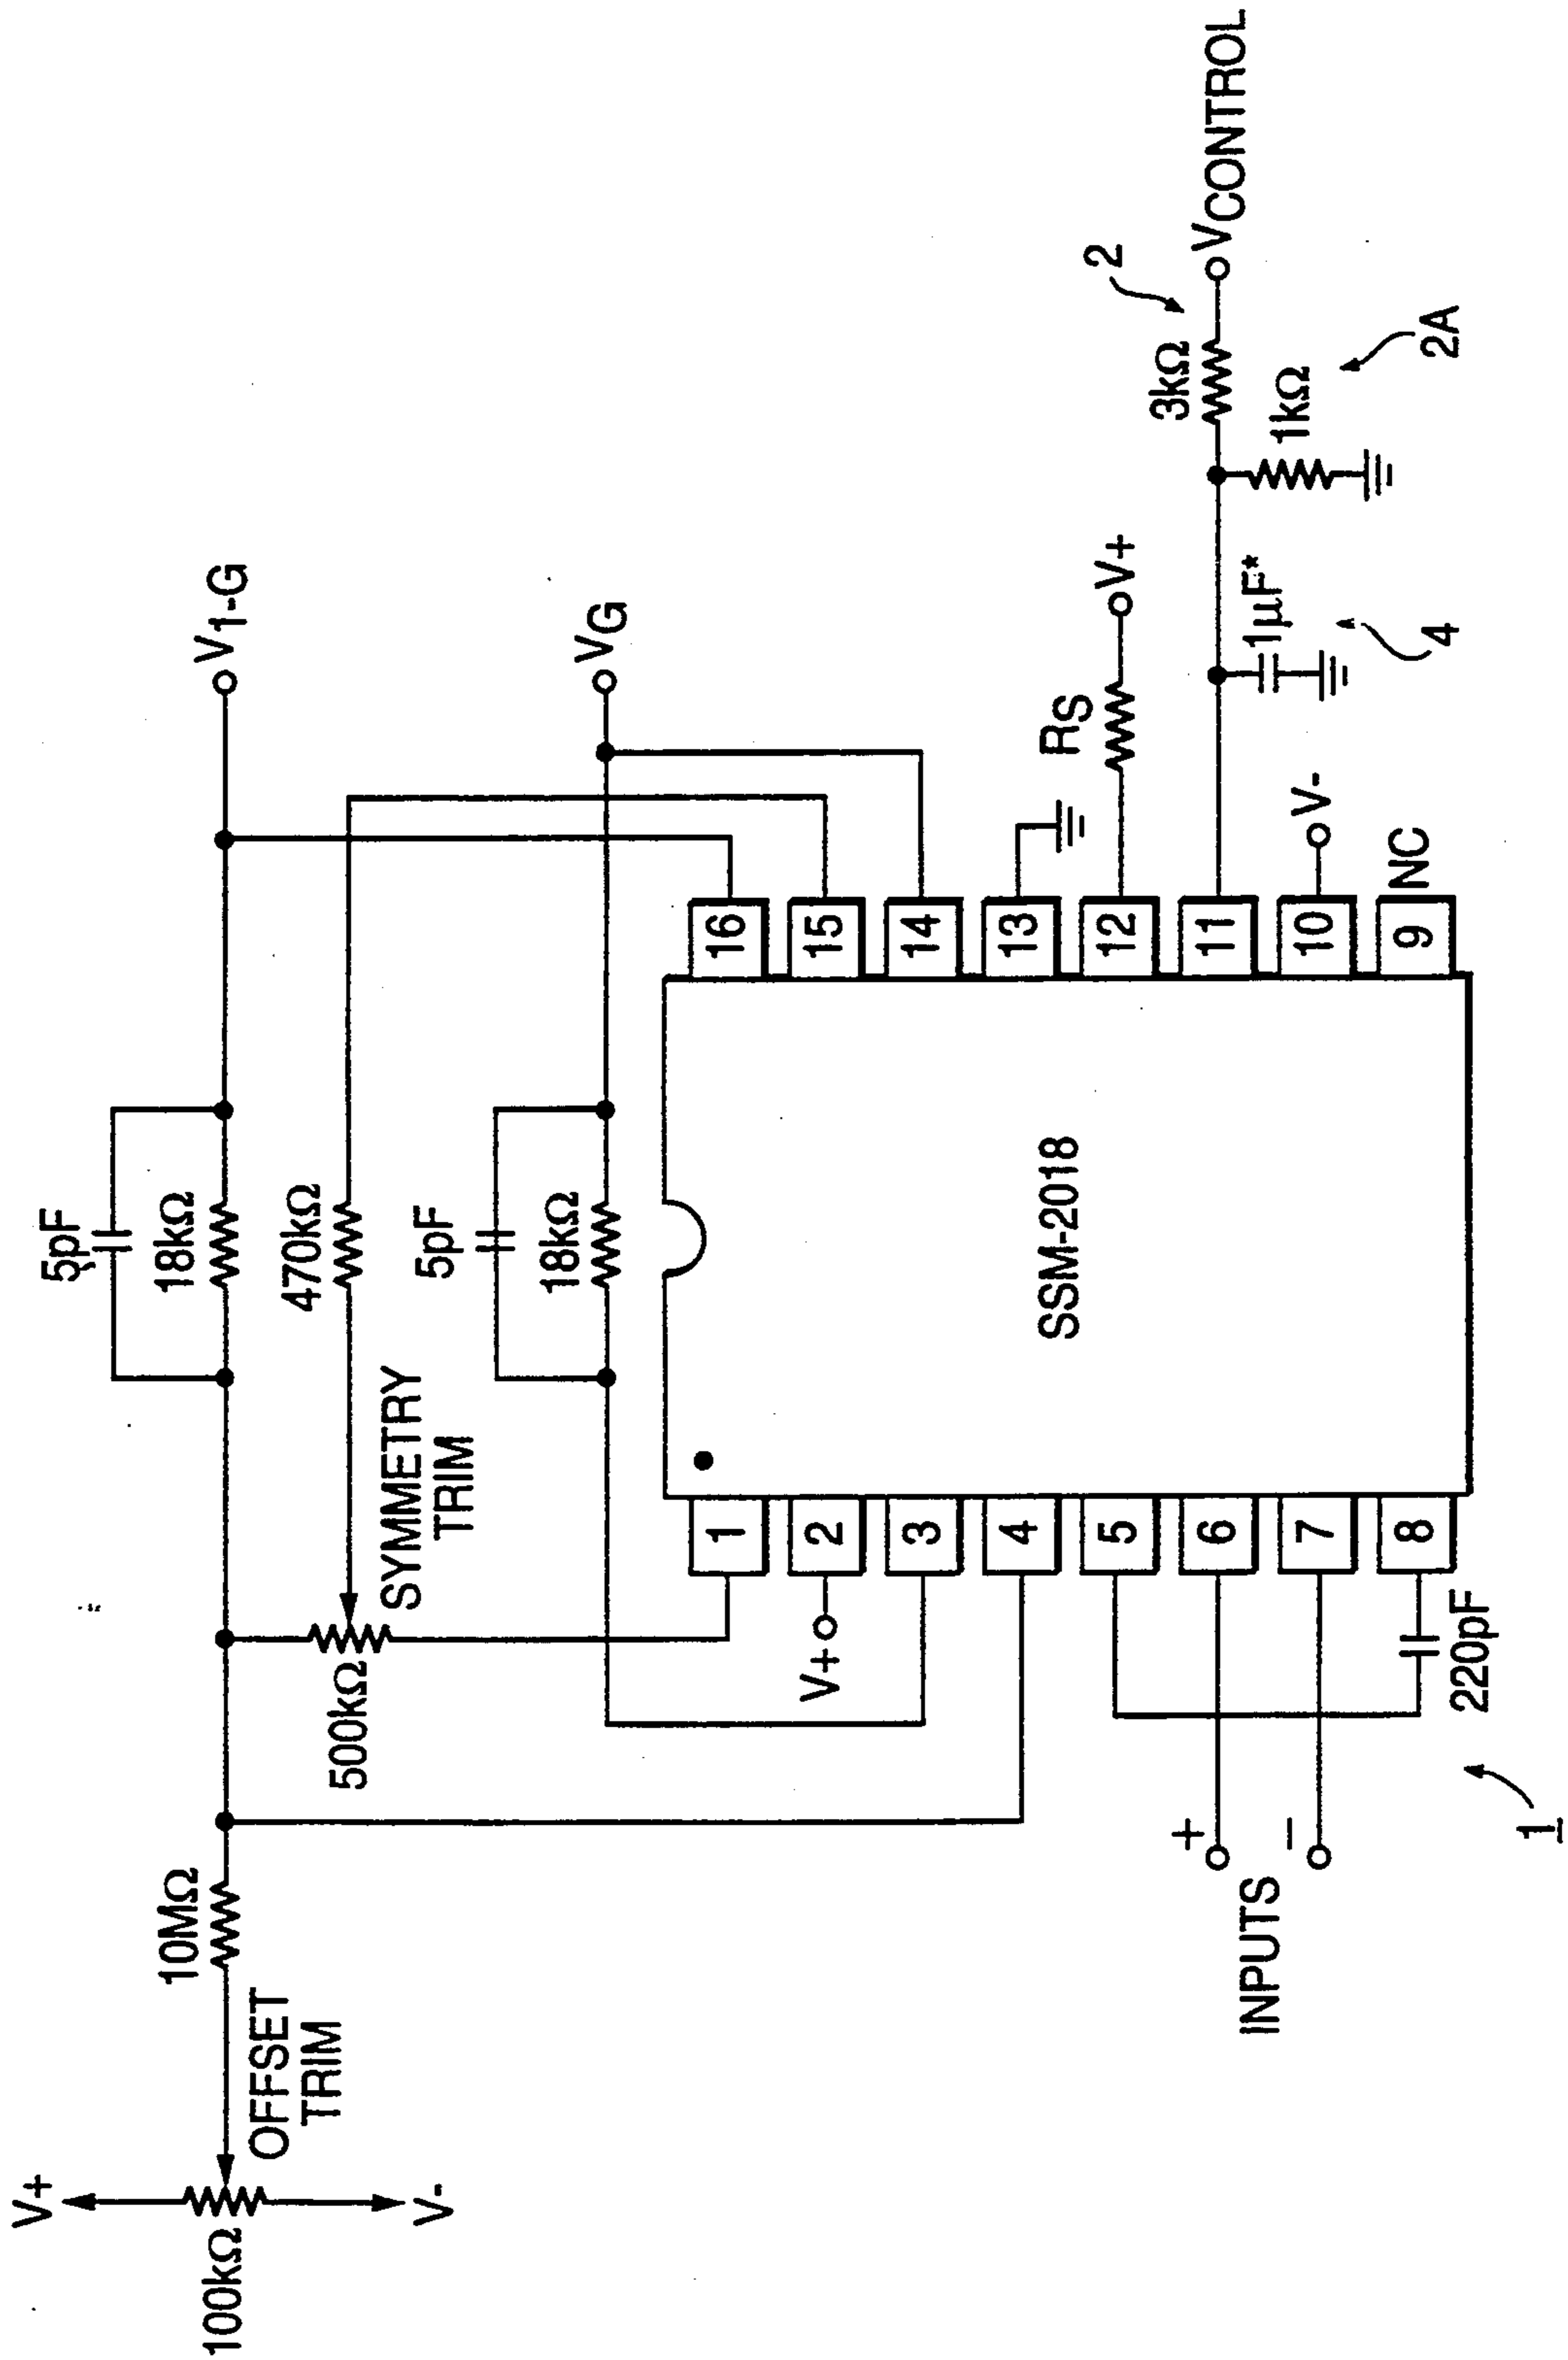 V+
100kΩ
V-
OFFSET
TRIM
10MΩ
5pF
18kΩ
V1-G
500kΩ
SYMMETRY
TRIM
470kΩ
5pF
18kΩ
VG
SSM-2018
1
2
3
4
5
6
7
8
16
15
14
13
12
11
10
9
V+
INPUTS
+
-
220pF
1
RS
V+
V-
NC
1µF*
4
3kΩ
2
VCONTROL
1kΩ
2A